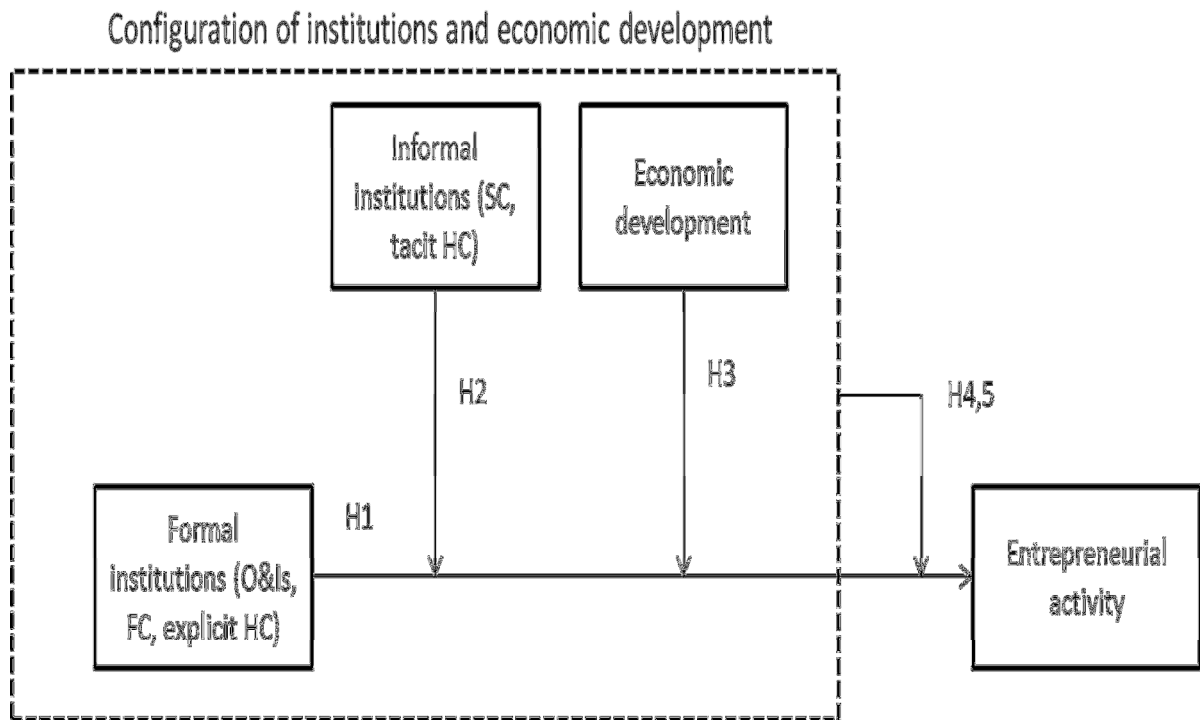 Configuration of institutions and economic development
Informal
Institutions (SC,
tacit HC)
Economic
development
H2
H3
H4,5
H1
Formal
institutions (O&Is,
FC, explicit HC)
Entrepreneurial
activity